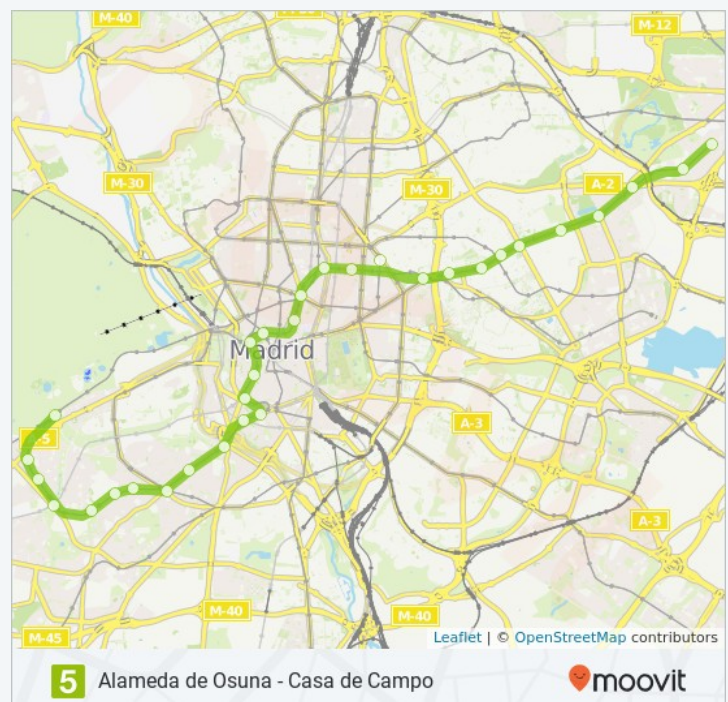 M-40
M-30
M-12
M-30
M-30
A-2
Madrid
A-5
A-3
A-3
M-40
M-40
M-45
Leaflet | © OpenStreetMap contributors
5 Alameda de Osuna - Casa de Campo
moovit